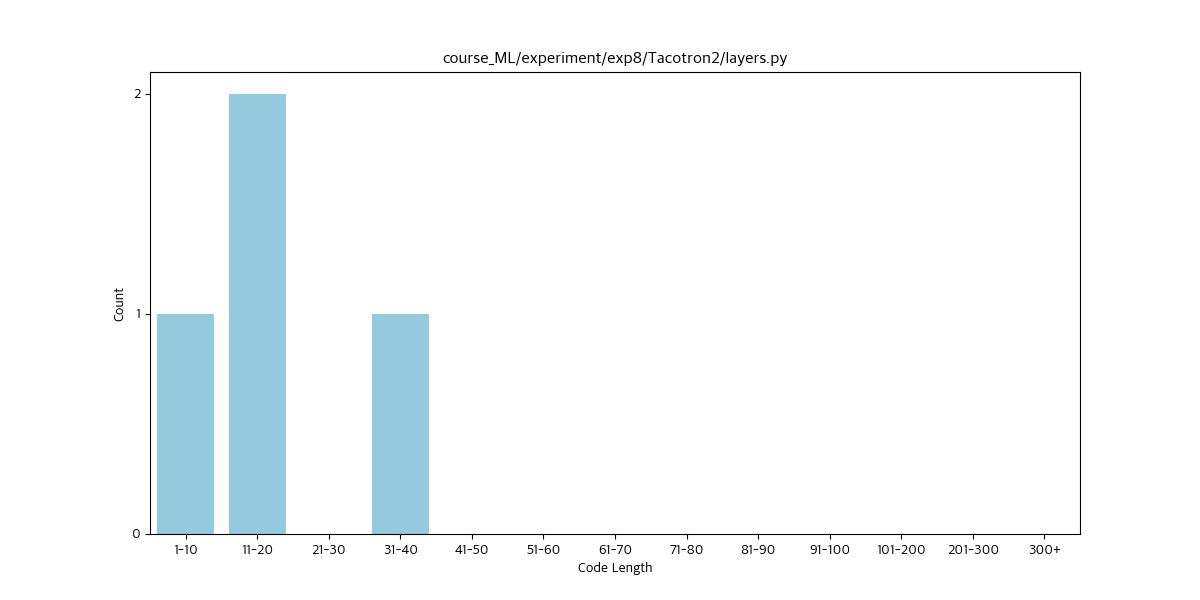 course_ML/experiment/exp8/Tacotron2/layers.py
2
1
0
Count
1-10 11-20 21-30 31-40 41-50 51-60 61-70 71-80 81-90 91-100 101-200 201-300 300+
Code Length